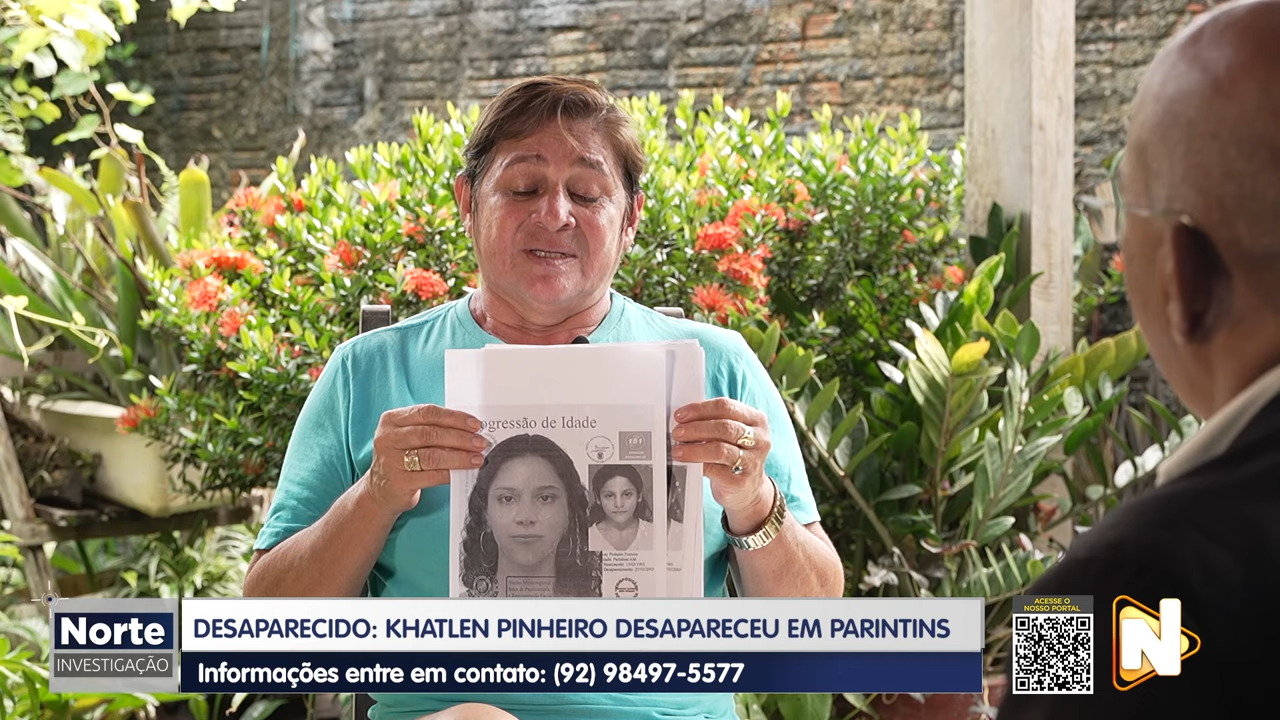 ogressão de Idade
Norte
INVESTIGAÇÃO
DESAPARECIDO: KHATLEN PINHEIRO DESAPARECEU EM PARINTINS
Informações entre em contato: (92) 98497-5577
ACESSE O
NOSSO PORTAL
N